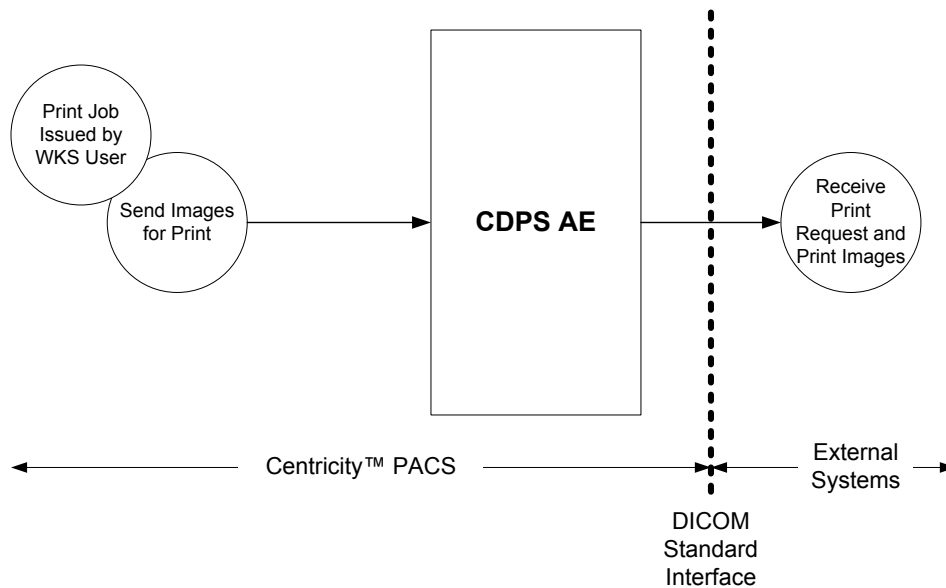 Print Job
Issued by
WKS User
Send Images
for Print
CDPS AE
Receive
Print
Request and
Print Images
Centricity™ PACS
External
Systems
DICOM
Standard
Interface